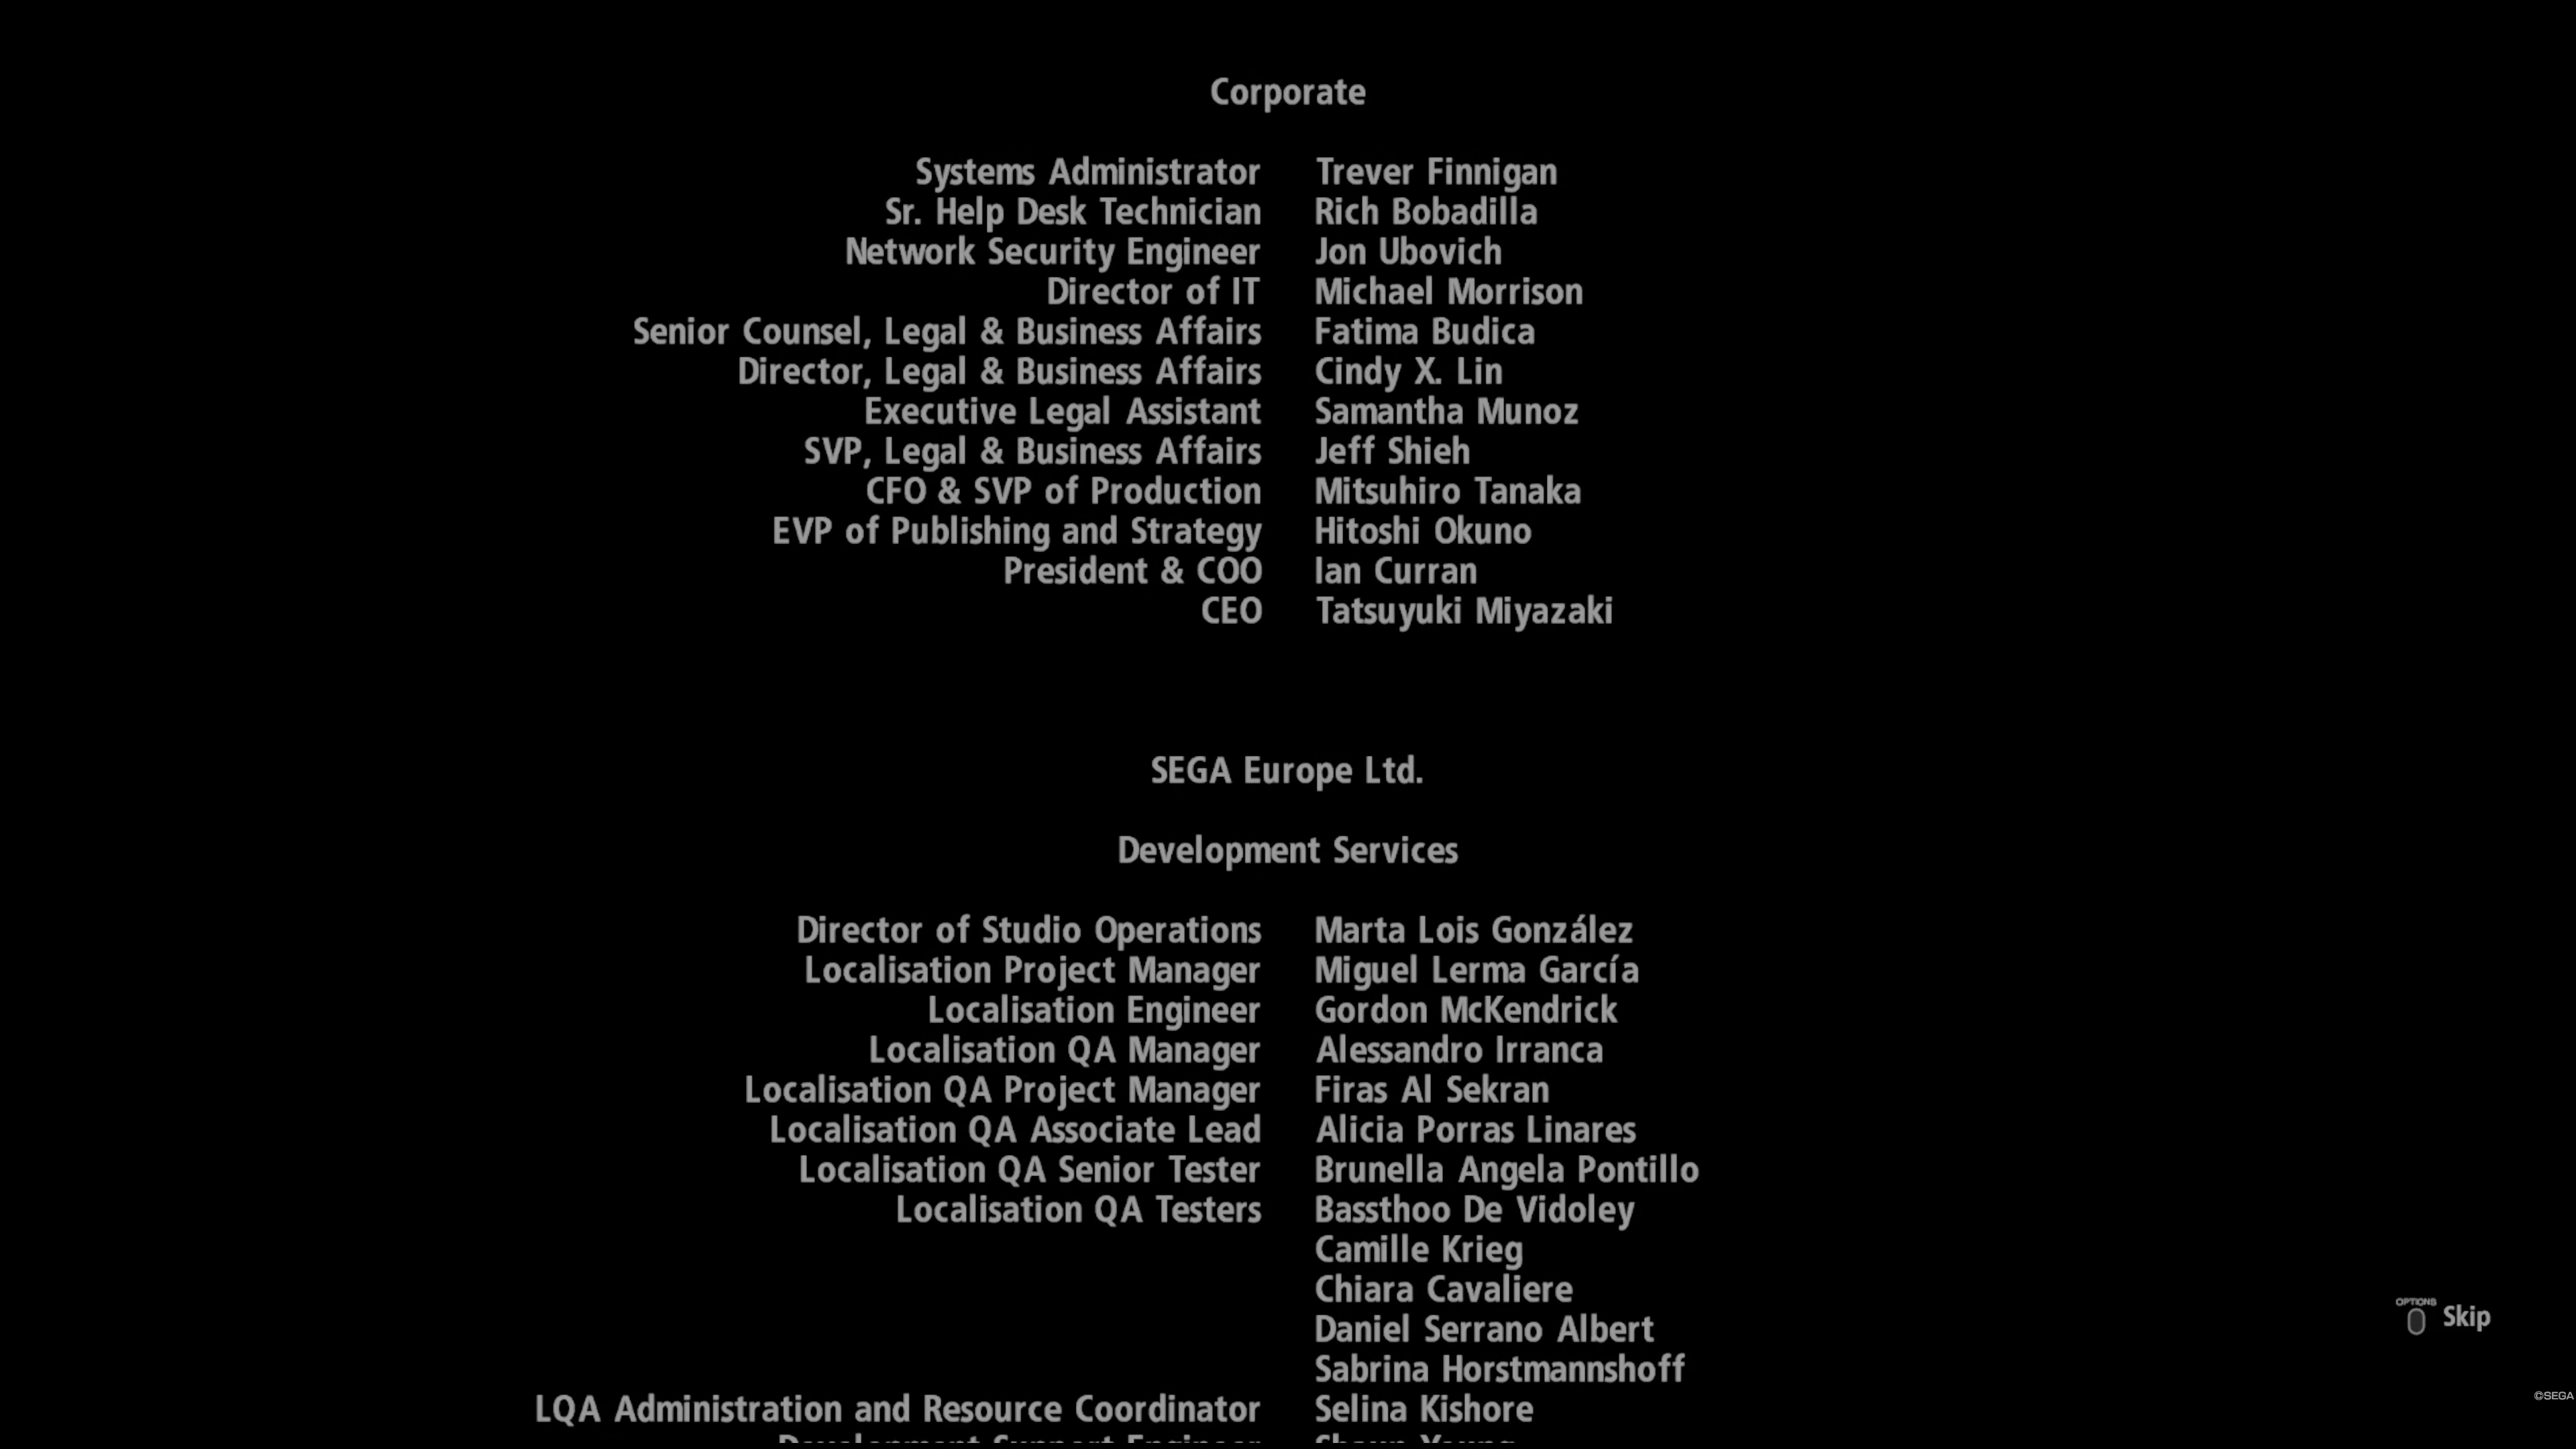 Corporate
Systems Administrator Trever Finnigan
Sr. Help Desk Technician Rich Bobadilla
Network Security Engineer Jon Ubovich
Director of IT Michael Morrison
Senior Counsel, Legal & Business Affairs Fatima Budica
Director, Legal & Business Affairs Cindy X. Lin
Executive Legal Assistant Samantha Munoz
SVP, Legal & Business Affairs Jeff Shieh
CFO & SVP of Production Mitsuhiro Tanaka
EVP of Publishing and Strategy Hitoshi Okuno
President & COO Ian Curran
CEO Tatsuyuki Miyazaki
SEGA Europe Ltd.
Development Services
Director of Studio Operations Marta Lois González
Localisation Project Manager Miguel Lerma García
Localisation Engineer Gordon McKendrick
Localisation QA Manager Alessandro Irranca
Localisation QA Project Manager Firas Al Sekran
Localisation QA Associate Lead Alicia Porras Linares
Localisation QA Senior Tester Brunella Angela Pontillo
Localisation QA Testers Bassthoo De Vidoley
Camille Krieg
Chiara Cavaliere
Daniel Serrano Albert
Sabrina Horstmannshoff
LQA Administration and Resource Coordinator Selina Kishore
OPTIONS
Skip
©SEGA